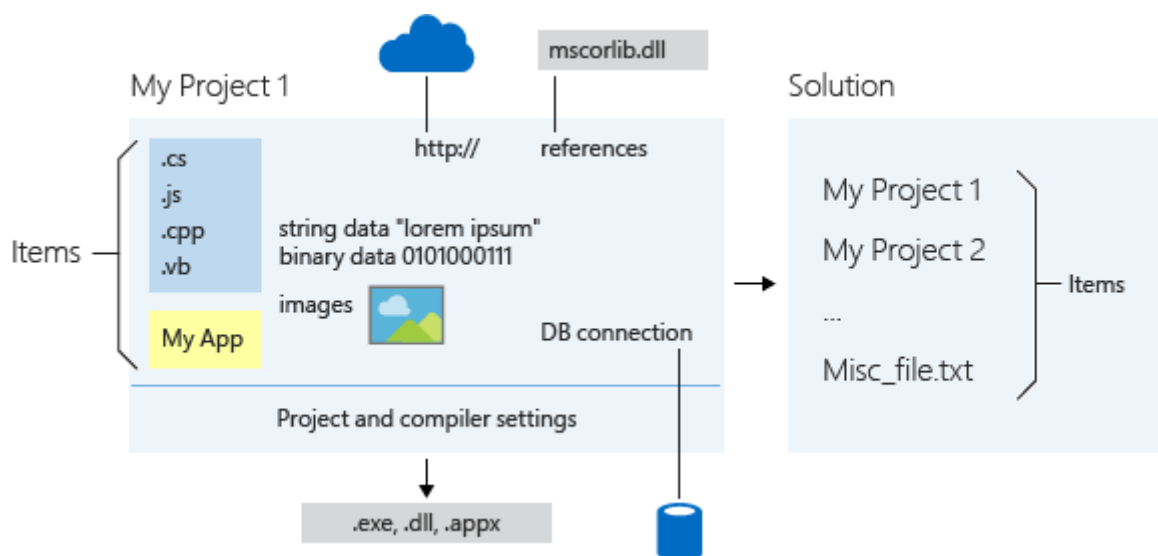 mscorlib.dll
My Project 1
Solution
.cs
.js
.cpp
.vb
Items
My App
http://
references
string data "lorem ipsum"
binary data 0101000111
images
DB connection
Project and compiler settings
.exe, .dll, .appx
My Project 1
My Project 2
...
Misc_file.txt
Items